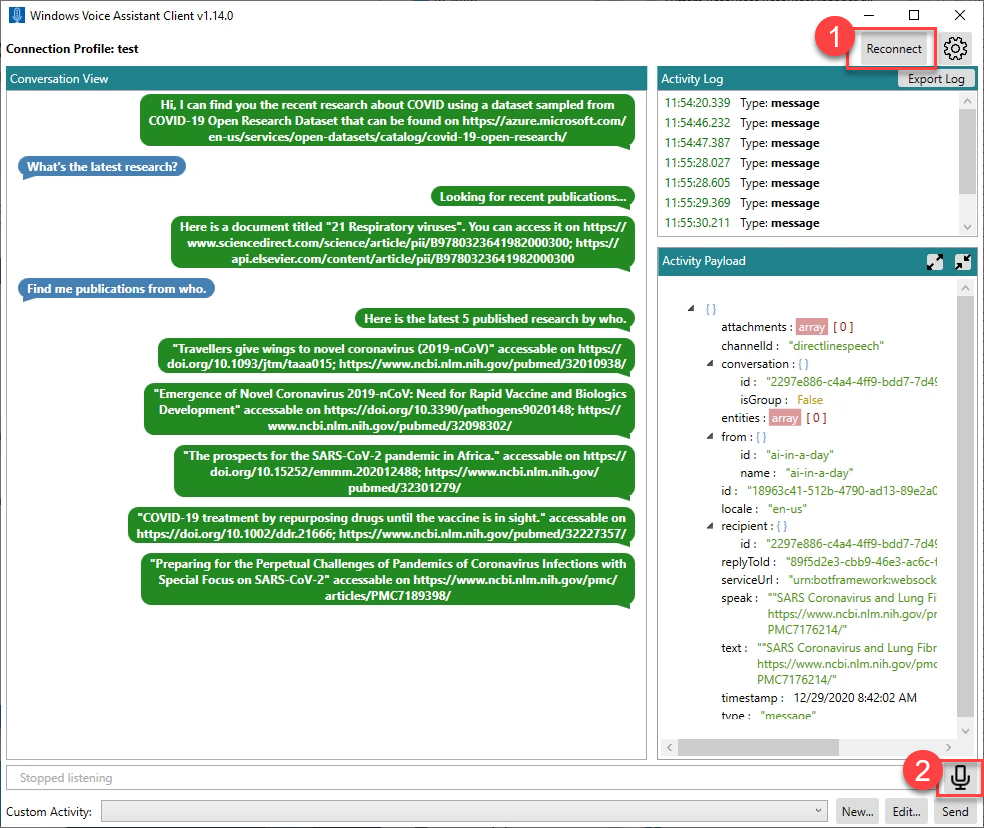 Windows Voice Assistant Client v1.14.0
Connection Profile: test
1
Reconnect
Conversation View
Hi, I can find you the recent research about COVID using a dataset sampled from
COVID-19 Open Research Dataset that can be found on https://azure.microsoft.com/
en-us/services/open-datasets/catalog/covid-19-open-research/
What's the latest research?
Looking for recent publications...
Here is a document titled "21 Respiratory viruses". You can access it on https://
www.sciencedirect.com/science/article/pii/B9780323641982000300; https://
api.elsevier.com/content/article/pii/B9780323641982000300
Find me publications from who.
Here is the latest 5 published research by who.
"Travellers give wings to novel coronavirus (2019-nCoV)" accessable on https://
doi.org/10.1093/jtm/taaa015; https://www.ncbi.nlm.nih.gov/pubmed/32010938/
"Emergence of Novel Coronavirus 2019-nCoV: Need for Rapid Vaccine and Biologics
Development" accessable on https://doi.org/10.3390/pathogens9020148; https://
www.ncbi.nlm.nih.gov/pubmed/32098302/
"The prospects for the SARS-CoV-2 pandemic in Africa." accessable on https://
doi.org/10.15252/emmm.202012488; https://www.ncbi.nlm.nih.gov/
pubmed/32301279/
"COVID-19 treatment by repurposing drugs until the vaccine is in sight." accessable on
https://doi.org/10.1002/ddr.21666; https://www.ncbi.nlm.nih.gov/pubmed/32227357/
"Preparing for the Perpetual Challenges of Pandemics of Coronavirus Infections with
Special Focus on SARS-CoV-2" accessable on https://www.ncbi.nlm.nih.gov/pmc/
articles/PMC7189398/
Activity Log
Export Log
11:54:20.339 Type: message
11:54:46.232 Type: message
11:54:47.387 Type: message
11:55:28.027 Type: message
11:55:28.605 Type: message
11:55:29.369 Type: message
11:55:30.211 Type: message
Activity Payload
{ }
attachments : array [ 0 ]
channelId : "directlinespeech"
conversation : { }
id : "2297e886-c4a4-4ff9-bdd7-7d49
isGroup : False
entities : array [ 0 ]
from : { }
id : "ai-in-a-day"
name : "ai-in-a-day"
id : "18963c41-512b-4790-ad13-89e2a0
locale : "en-us"
recipient : { }
id : "2297e886-c4a4-4ff9-bdd7-7d49
replyToId : "89f5d2e3-cbb9-46e3-ac6c-f
serviceUrl : "urn:botframework:websock
speak : ""SARS Coronavirus and Lung Fi
https://www.ncbi.nlm.nih.gov/pr
PMC7176214/"
text : ""SARS Coronavirus and Lung Fibr
https://www.ncbi.nlm.nih.gov/pmc
PMC7176214/"
timestamp : 12/29/2020 8:42:02 AM
type : "message"
Stopped listening
2
Custom Activity:
New...
Edit...
Send